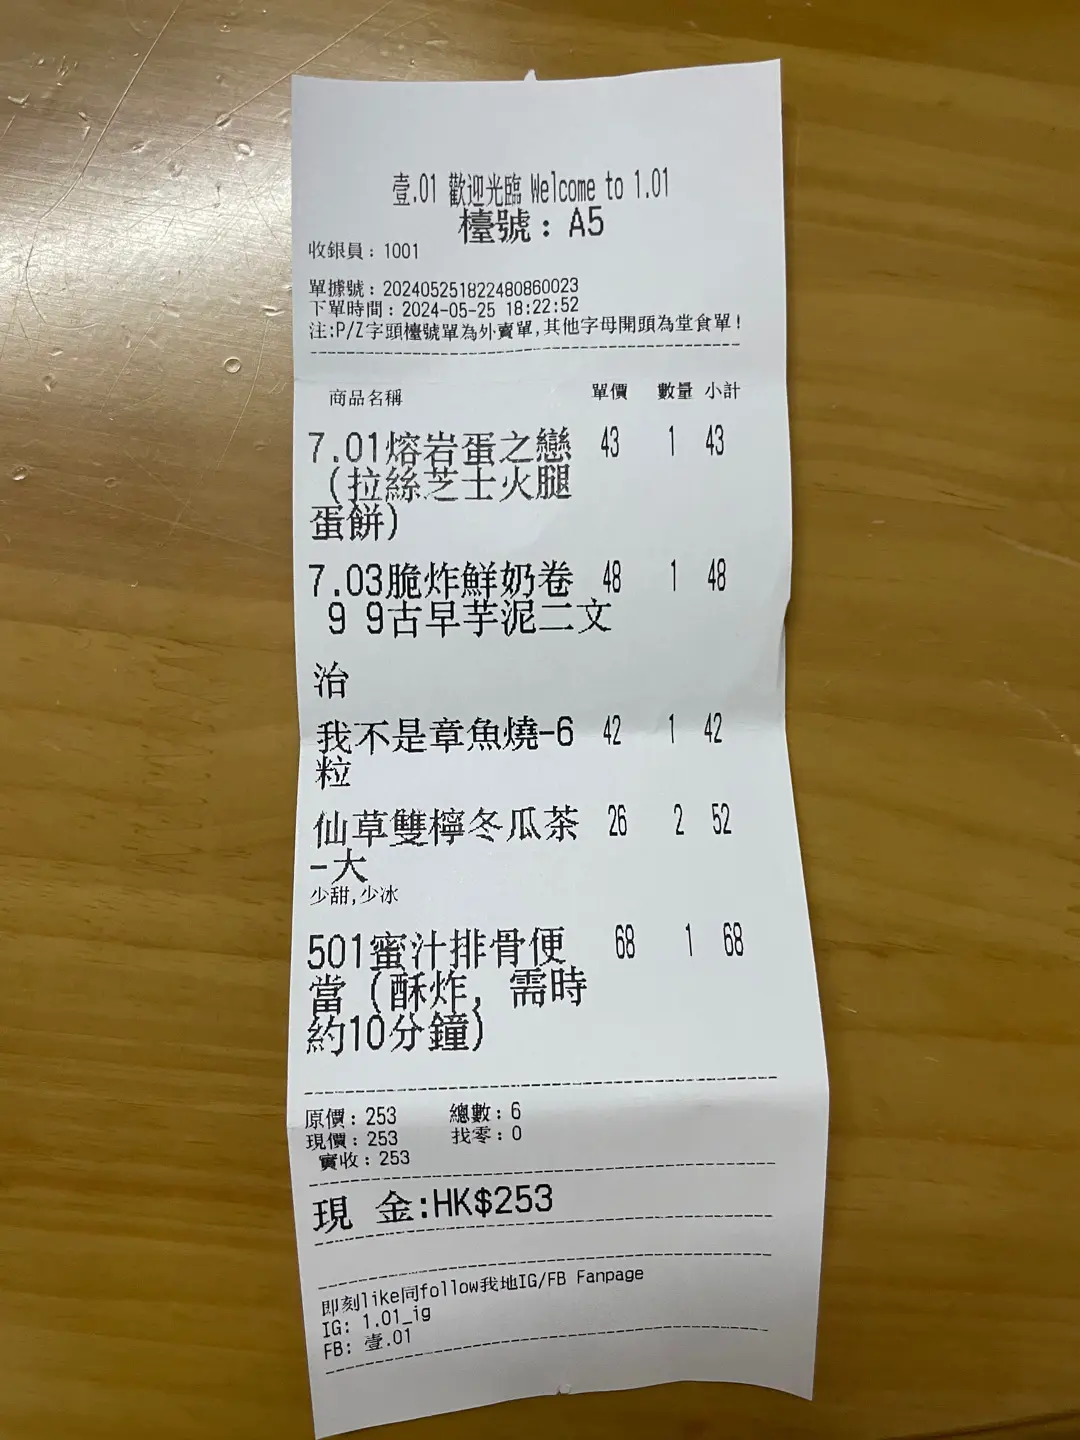 壹.01 歡迎光臨 Welcome to 1.01
檯號：A5
收銀員：1001
單據號：202405251822480860023
下單時間：2024-05-25 18:22:52
注:P/Z字頭檯號單為外賣單,其他字母開頭為堂食單!
商品名稱 單價 數量 小計
7.01熔岩蛋之戀 43 1 43
(拉絲芝士火腿
蛋餅)
7.03脆炸鮮奶卷 48 1 48
9 9古早芋泥二文
治
我不是章魚燒-6 42 1 42
粒
仙草雙檸冬瓜茶 26 2 52
-大
少甜,少冰
501蜜汁排骨便 68 1 68
當 (酥炸, 需時
約10分鐘)
原價：253 總數：6
現價：253 找零：0
實收：253
現 金:HK$253
即刻like同follow我地IG/FB Fanpage
IG: 1.01_ig
FB: 壹.01